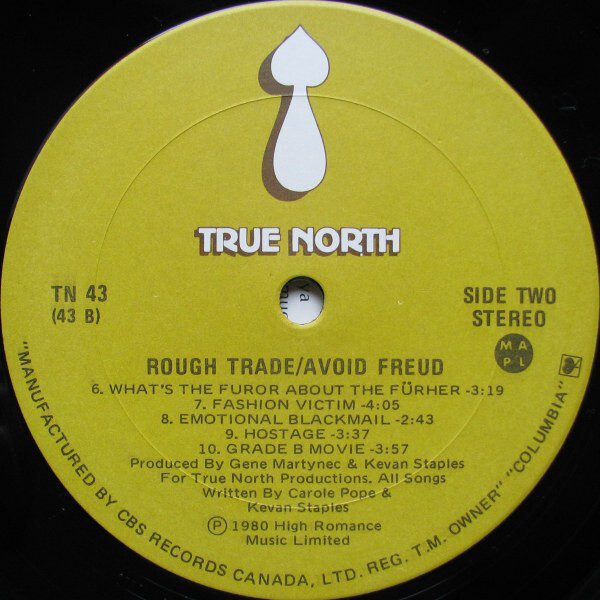 TRUE NORTH
TN 43
(43 B)
SIDE TWO
STEREO
MA
PL
ROUGH TRADE/AVOID FREUD
6. WHAT'S THE FUROR ABOUT THE FÜRHER -3:19
7. FASHION VICTIM -4:05
8. EMOTIONAL BLACKMAIL -2:43
9. HOSTAGE -3:37
10. GRADE B MOVIE -3:57
Produced By Gene Martynec & Kevan Staples
For True North Productions. All Songs
Written By Carole Pope &
Kevan Staples
Ⓟ 1980 High Romance
Music Limited
"MANUFACTURED BY CBS RECORDS CANADA, LTD. REG. T.M. OWNER" "COLUMBIA"